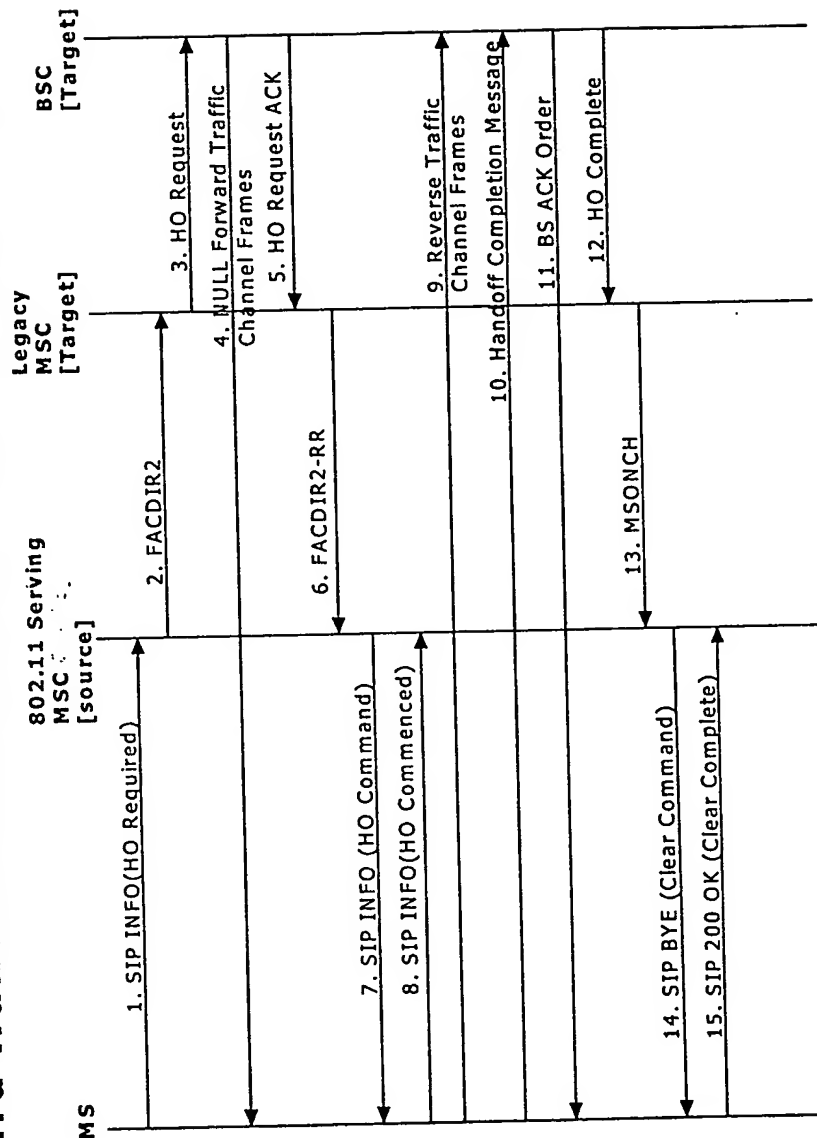 MS
802.11 Serving
MSC
[source]
Legacy
MSC
[Target]
BSC
[Target]
1. SIP INFO(HO Required)
2. FACDIR2
3. HO Request
4. NULL Forward Traffic
Channel Frames
5. HO Request ACK
6. FACDIR2-RR
7. SIP INFO (HO Command)
8. SIP INFO(HO Commenced)
9. Reverse Traffic
Channel Frames
10. Handoff Completion Message
11. BS ACK Order
12. HO Complete
13. MSONCH
14. SIP BYE (Clear Command)
15. SIP 200 OK (Clear Complete)